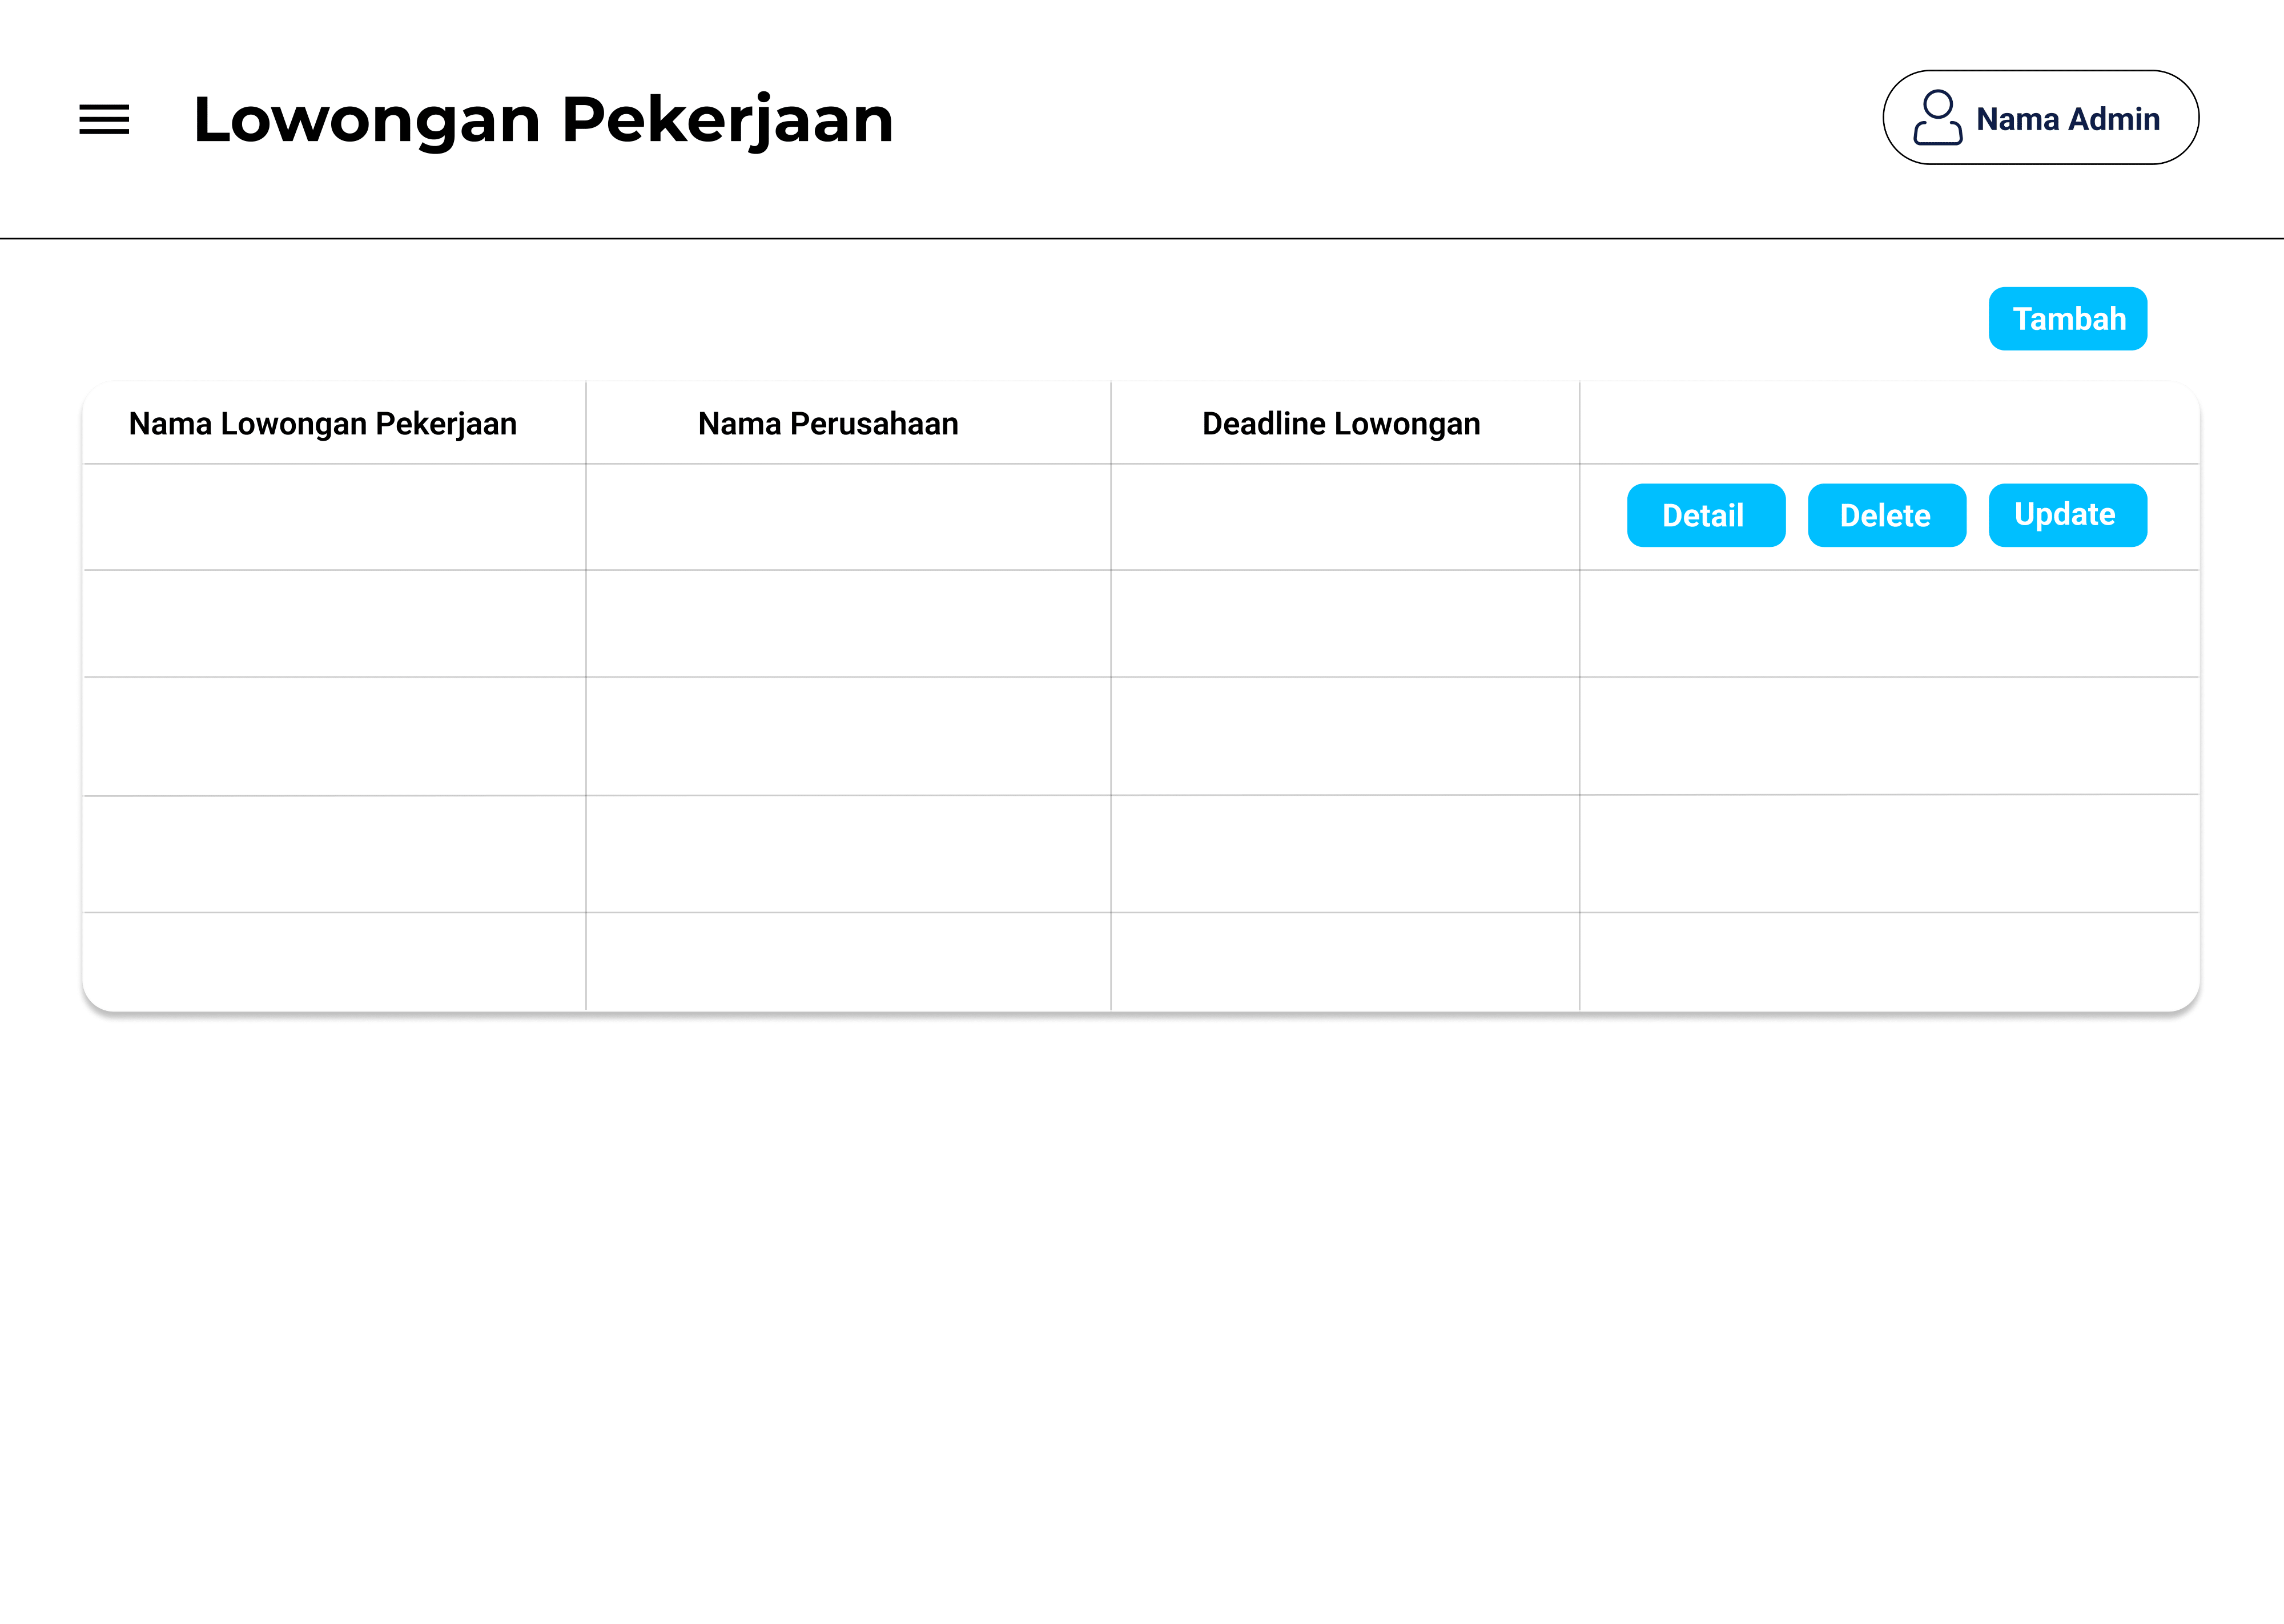 Lowongan Pekerjaan
Nama Admin
Tambah
Nama Lowongan Pekerjaan
Nama Perusahaan
Deadline Lowongan
Detail
Delete
Update